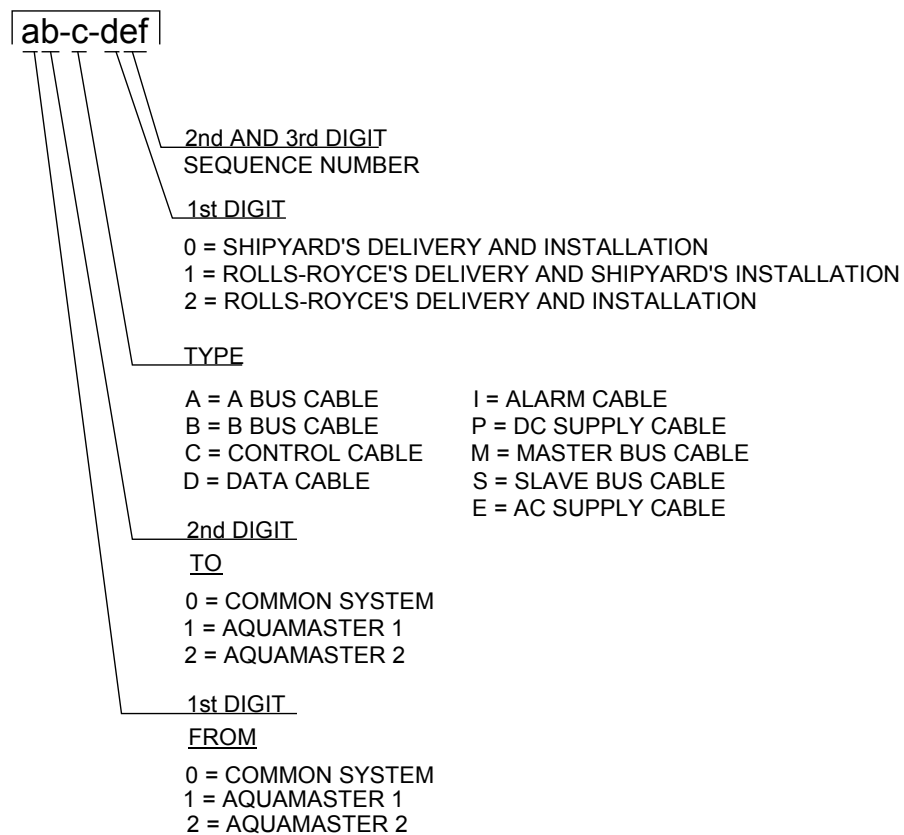 ab-c-def
2nd AND 3rd DIGIT
SEQUENCE NUMBER
1st DIGIT
0 = SHIPYARD'S DELIVERY AND INSTALLATION
1 = ROLLS-ROYCE'S DELIVERY AND SHIPYARD'S INSTALLATION
2 = ROLLS-ROYCE'S DELIVERY AND INSTALLATION
TYPE
A = A BUS CABLE
B = B BUS CABLE
C = CONTROL CABLE
D = DATA CABLE
I = ALARM CABLE
P = DC SUPPLY CABLE
M = MASTER BUS CABLE
S = SLAVE BUS CABLE
E = AC SUPPLY CABLE
2nd DIGIT
TO
0 = COMMON SYSTEM
1 = AQUAMASTER 1
2 = AQUAMASTER 2
1st DIGIT
FROM
0 = COMMON SYSTEM
1 = AQUAMASTER 1
2 = AQUAMASTER 2